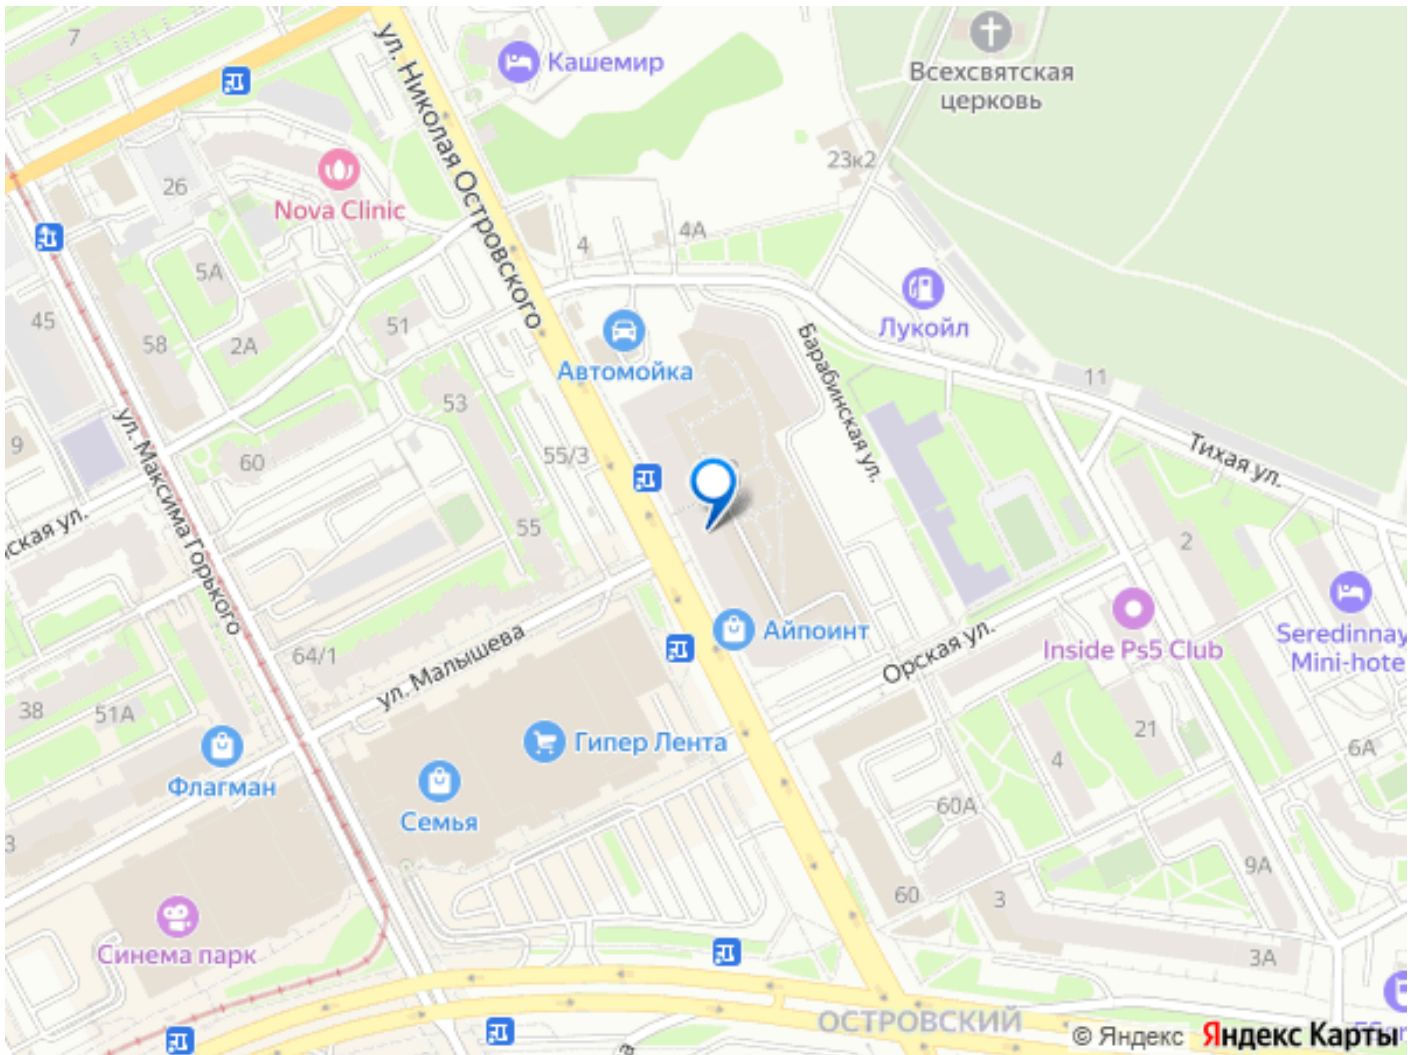 7
ул. Николая Островского
Кашемир
Всехсвятская
церковь
23к2
26
Nova Clinic
4
4А
5А
45
58
2А
51
Лукойл
Автомойка
Барабинская ул.
11
53
9
60
55/3
ул. Максима Горького
Тихая ул.
ская ул.
55
2
Айпоинт
Орская ул.
Inside Ps5 Club
Seredinnay
Mini-hote
64/1
ул. Малышева
38
51А
Гипер Лента
21
6А
4
Флагман
Семья
60А
3
9А
60
3
Синема парк
3А
ОСТРОВСКИЙ
© Яндекс
Яндекс Карты